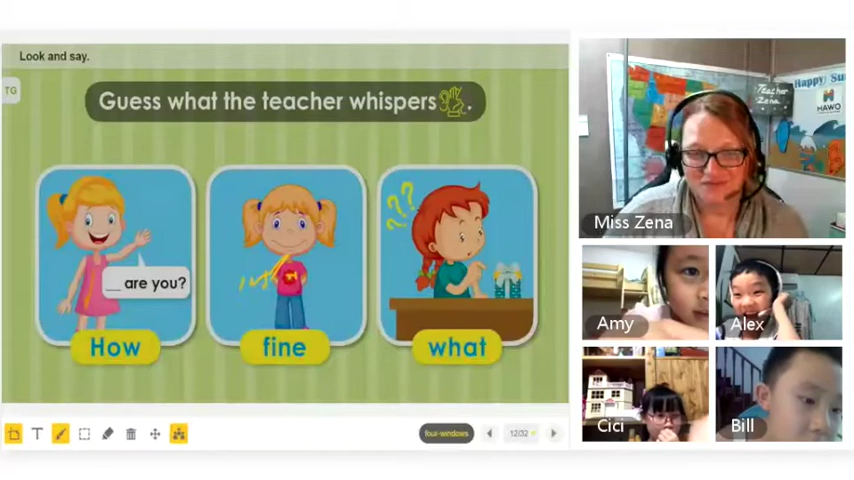 Look and say.
TG
Guess what the teacher whispers .
__ are you?
How
fine
what
???
T
four-windows
12/32
Teacher
Zena
Happy Su
HAWO
Miss Zena
Amy
Alex
Cici
Bill